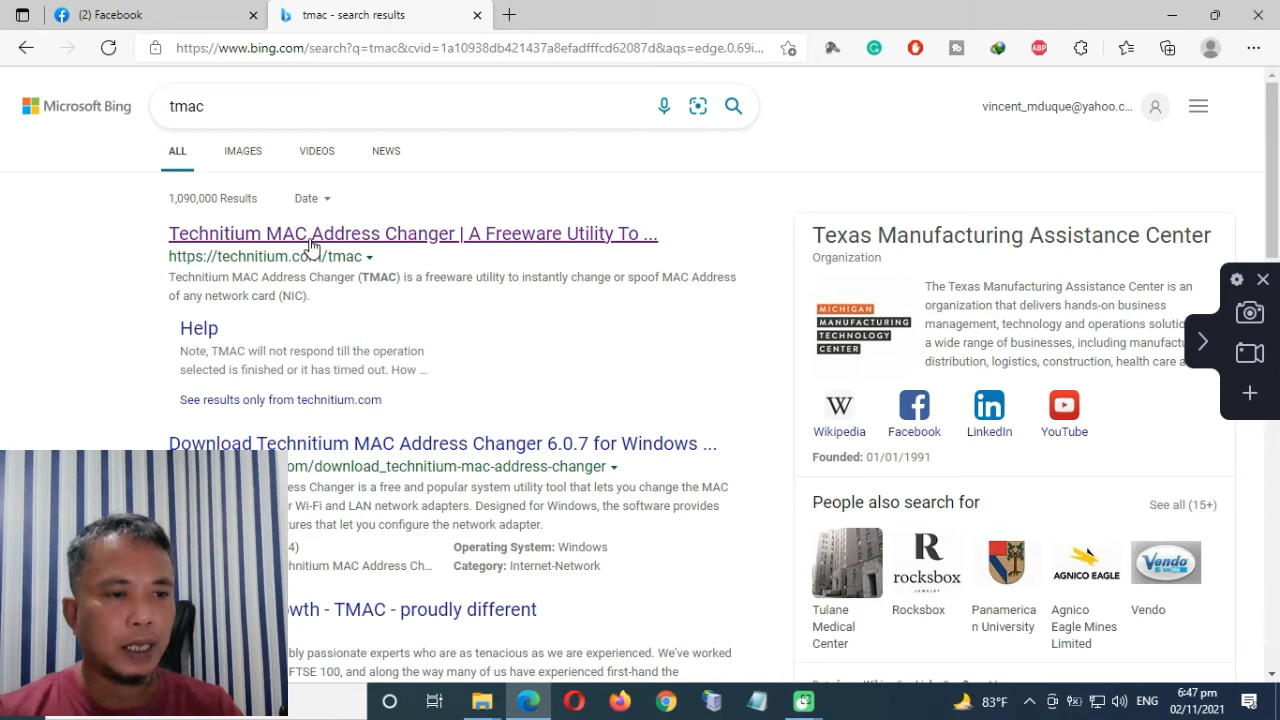 (2) Facebook
tmac - search results
https://www.bing.com/search?q=tmac&cvid=1a10938db421437a8efadfffcd62087d&aqs=edge.0.69i...
ABP
Microsoft Bing
tmac
vincent_mduque@yahoo.c...
ALL IMAGES VIDEOS NEWS
1,090,000 Results Date
Technitium MAC Address Changer | A Freeware Utility To ...
https://technitium.com/tmac
Technitium MAC Address Changer (TMAC) is a freeware utility to instantly change or spoof MAC Address
of any network card (NIC).
Help
Note, TMAC will not respond till the operation
selected is finished or it has timed out. How ...
See results only from technitium.com
Download Technitium MAC Address Changer 6.0.7 for Windows ...
om/download_technitium-mac-address-changer
ess Changer is a free and popular system utility tool that lets you change the MAC
r Wi-Fi and LAN network adapters. Designed for Windows, the software provides
tures that let you configure the network adapter.
4) Operating System: Windows
hnitium MAC Address Ch... Category: Internet-Network
wth - TMAC - proudly different
bly passionate experts who are as tenacious as we are experienced. We've worked
FTSE 100, and along the way many of us have experienced first-hand the
Texas Manufacturing Assistance Center
Organization
MICHIGAN
MANUFACTURING
TECHNOLOGY
CENTER
The Texas Manufacturing Assistance Center is an
organization that delivers hands-on business
management, technology and operations solutio
a wide range of businesses, including manufactu
distribution, logistics, construction, health care a
W
Wikipedia Facebook LinkedIn YouTube
Founded: 01/01/1991
People also search for See all (15+)
R
rocksbox
JEWELRY
AGNICO EAGLE
Vendo
Tulane
Medical
Center
Rocksbox
Panamerica
n University
Agnico
Eagle Mines
Limited
Vendo
83°F ENG 6:47 pm
02/11/2021